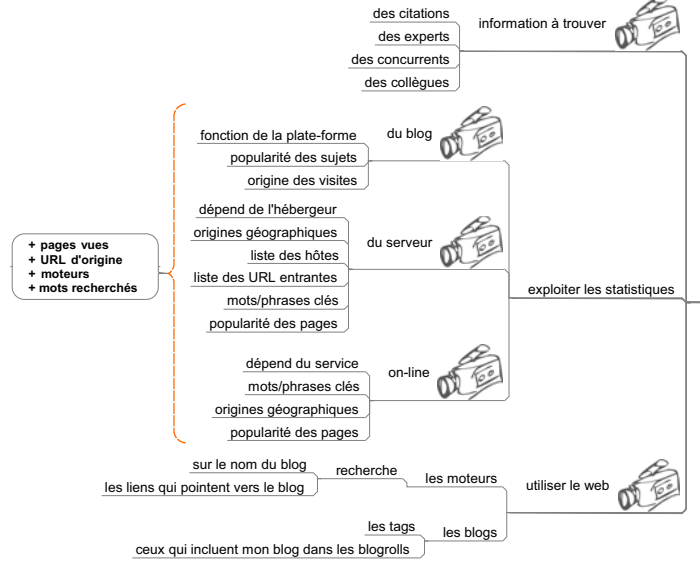 des citations
information à trouver
des experts
des concurrents
des collègues
fonction de la plate-forme
du blog
popularité des sujets
origine des visites
dépend de l'hébergeur
origines géographiques
du serveur
liste des hôtes
liste des URL entrantes
mots/phrases clés
popularité des pages
+ pages vues
+ URL d'origine
+ moteurs
+ mots recherchés
exploiter les statistiques
dépend du service
on-line
mots/phrases clés
origines géographiques
popularité des pages
sur le nom du blog
recherche
les moteurs
utiliser le web
les liens qui pointent vers le blog
les tags
les blogs
ceux qui incluent mon blog dans les blogrolls